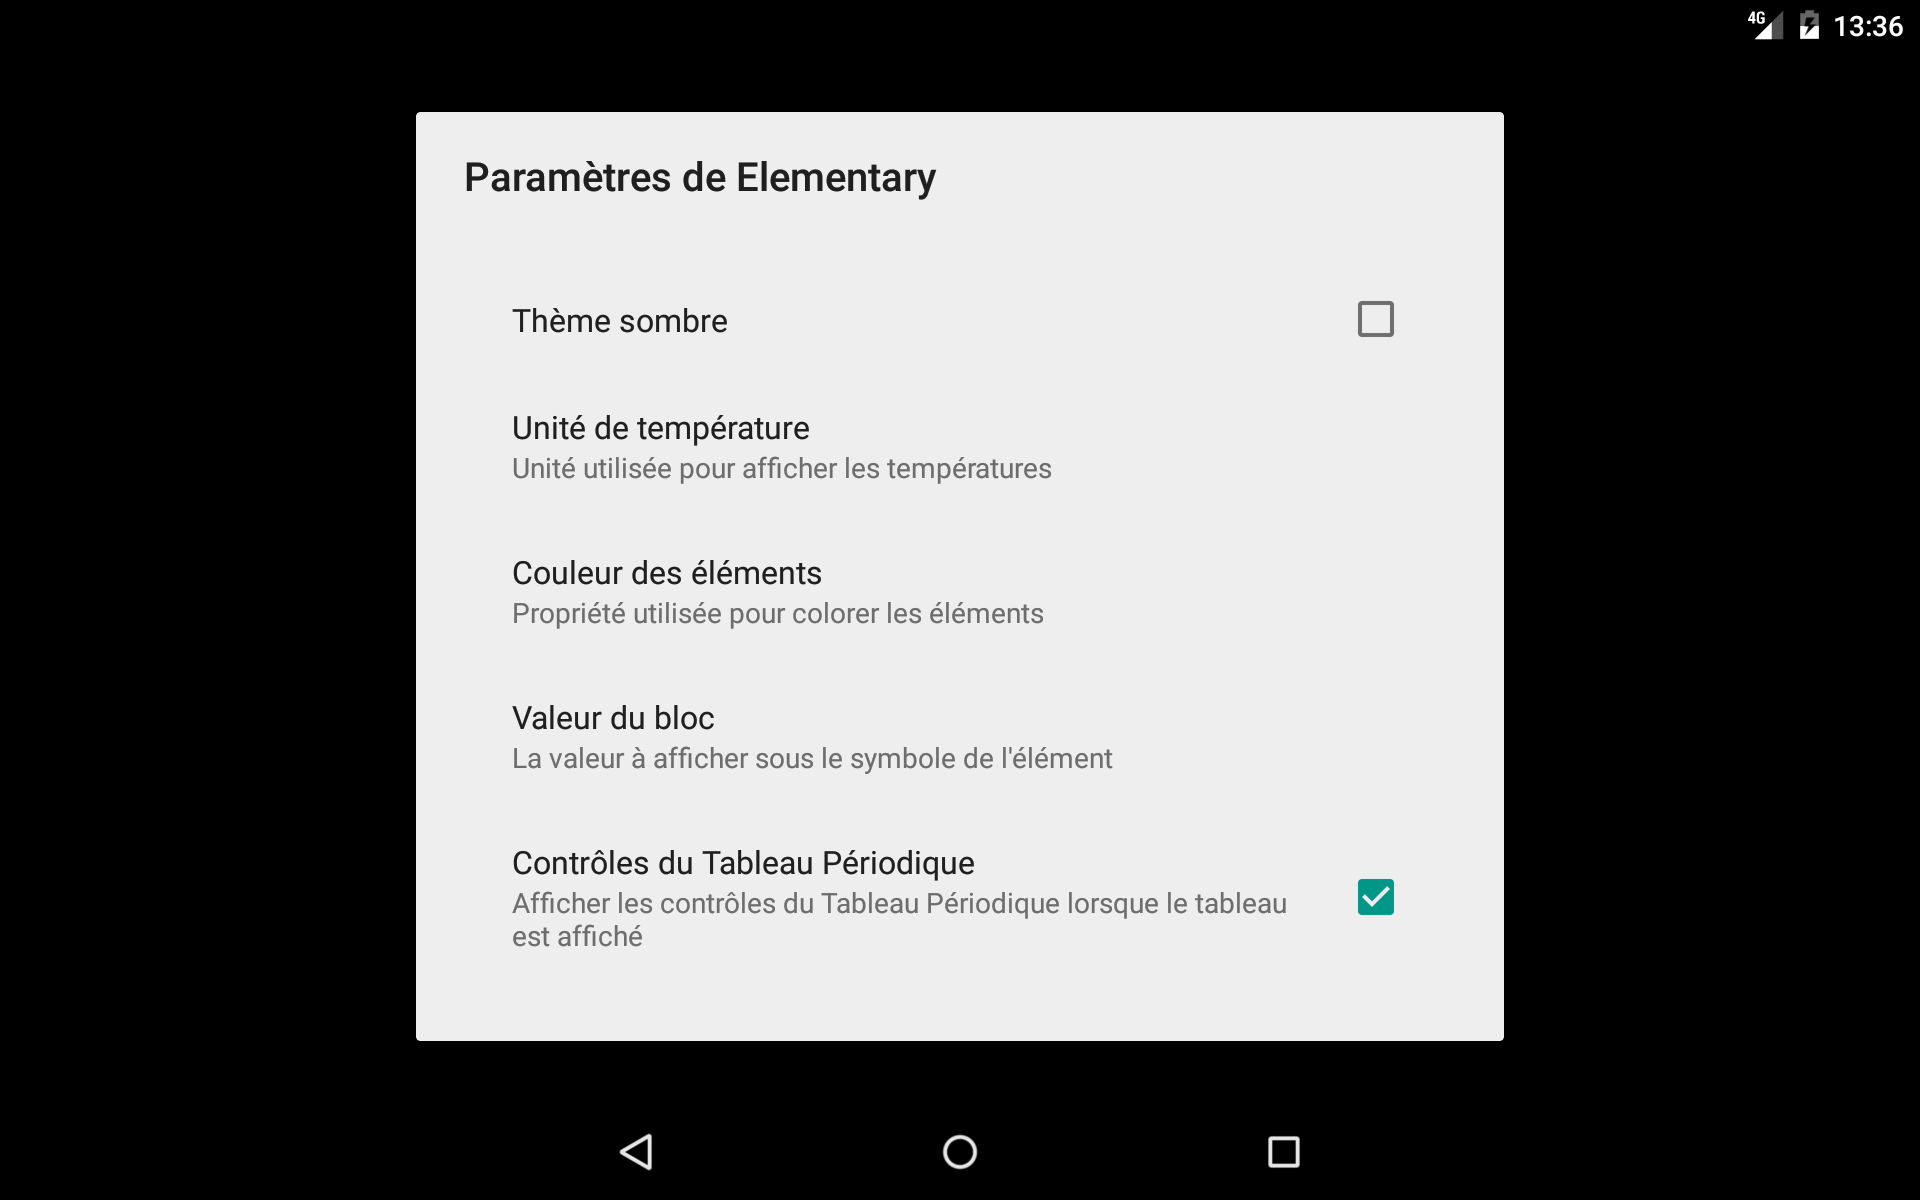 4G 13:36
Paramètres de Elementary
Thème sombre
Unité de température
Unité utilisée pour afficher les températures
Couleur des éléments
Propriété utilisée pour colorer les éléments
Valeur du bloc
La valeur à afficher sous le symbole de l'élément
Contrôles du Tableau Périodique
Afficher les contrôles du Tableau Périodique lorsque le tableau
est affiché